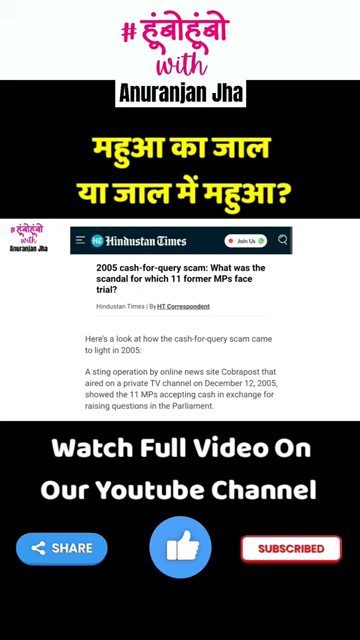 #हूंबोहूंबो
with
Anuranjan Jha
महुआ का जाल
या जाल में महुआ?
#हूंबोहूंबो
with
Anuranjan Jha
HT Hindustan Times
Join Us
2005 cash-for-query scam: What was the
scandal for which 11 former MPs face
trial?
Hindustan Times | By HT Correspondent
Here's a look at how the cash-for-query scam came
to light in 2005:
A sting operation by online news site Cobrapost that
aired on a private TV channel on December 12, 2005,
showed the 11 MPs accepting cash in exchange for
raising questions in the Parliament.
Watch Full Video On
Our Youtube Channel
SHARE
SUBSCRIBED